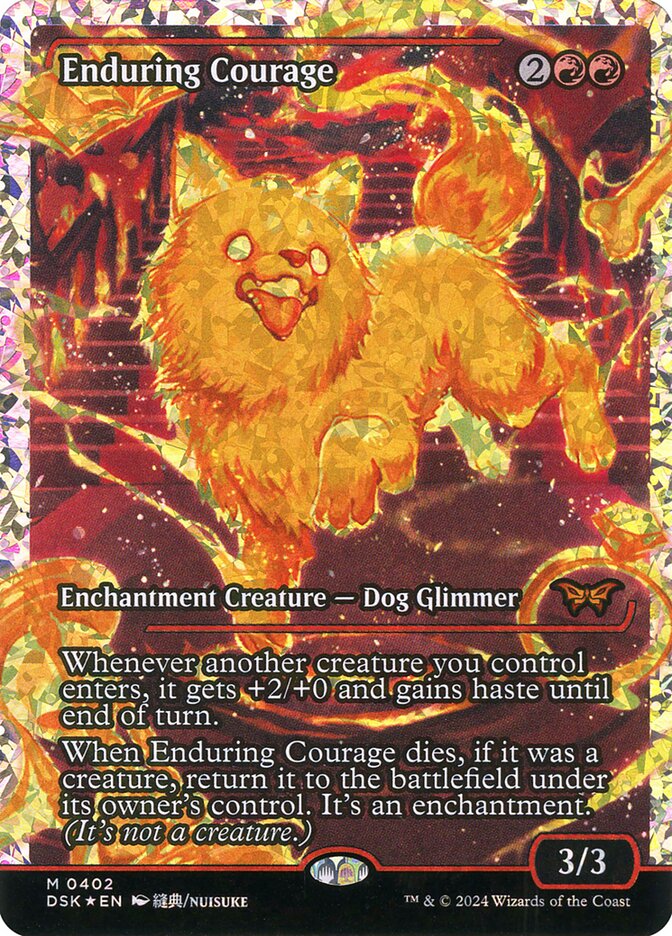 Enduring Courage 2
Enchantment Creature — Dog Glimmer
Whenever another creature you control
enters, it gets +2/+0 and gains haste until
end of turn.
When Enduring Courage dies, if it was a
creature, return it to the battlefield under
its owner's control. It's an enchantment.
(It's not a creature.)
3/3
M 0402
DSK★EN 縫典/NUISUKE
™ & © 2024 Wizards of the Coast